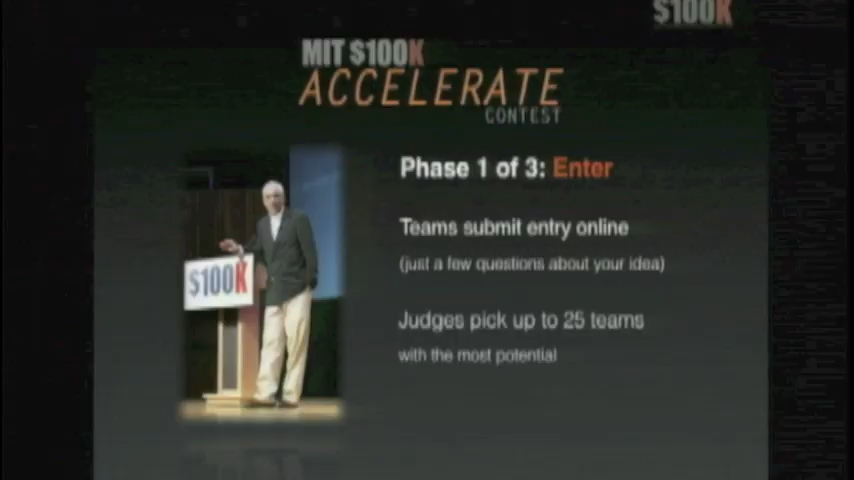 $100K
MIT $100K
ACCELERATE
CONTEST
Phase 1 of 3: Enter
Teams submit entry online
(just a few questions about your idea)
$100K
Judges pick up to 25 teams
with the most potential